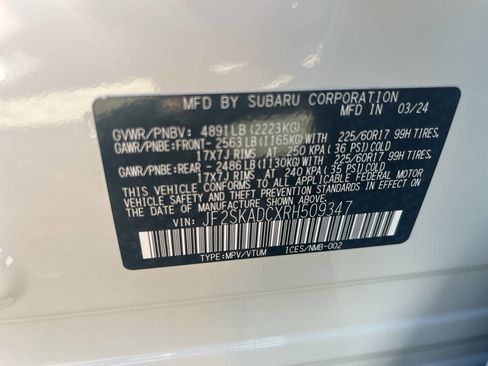 MFD BY SUBARU CORPORATION 03/24
GVWR/PNBV: 4891LB (2223KG)
GAWR/PNBE:FRONT-2563LB(1165KG)WITH 225/60R17 99H TIRES,
17X7J RIMS, AT 250 KPA (36 PSI)COLD
GAWR/PNBE:REAR -2486LB(1130KG)WITH 225/60R17 99H TIRES,
17X7J RIMS, AT 240 KPA (35 PSI)COLD
THIS VEHICLE CONFORMS TO ALL APPLICABLE FEDERAL MOTOR
VEHICLE SAFETY AND THEFT PREVENTION STANDARDS IN EFFECT ON
THE DATE OF MANUFACTURE SHOWN ABOVE.
VIN: JF2SKADCXRH509347
TYPE:MPV/VTUM ICES/NMB-002